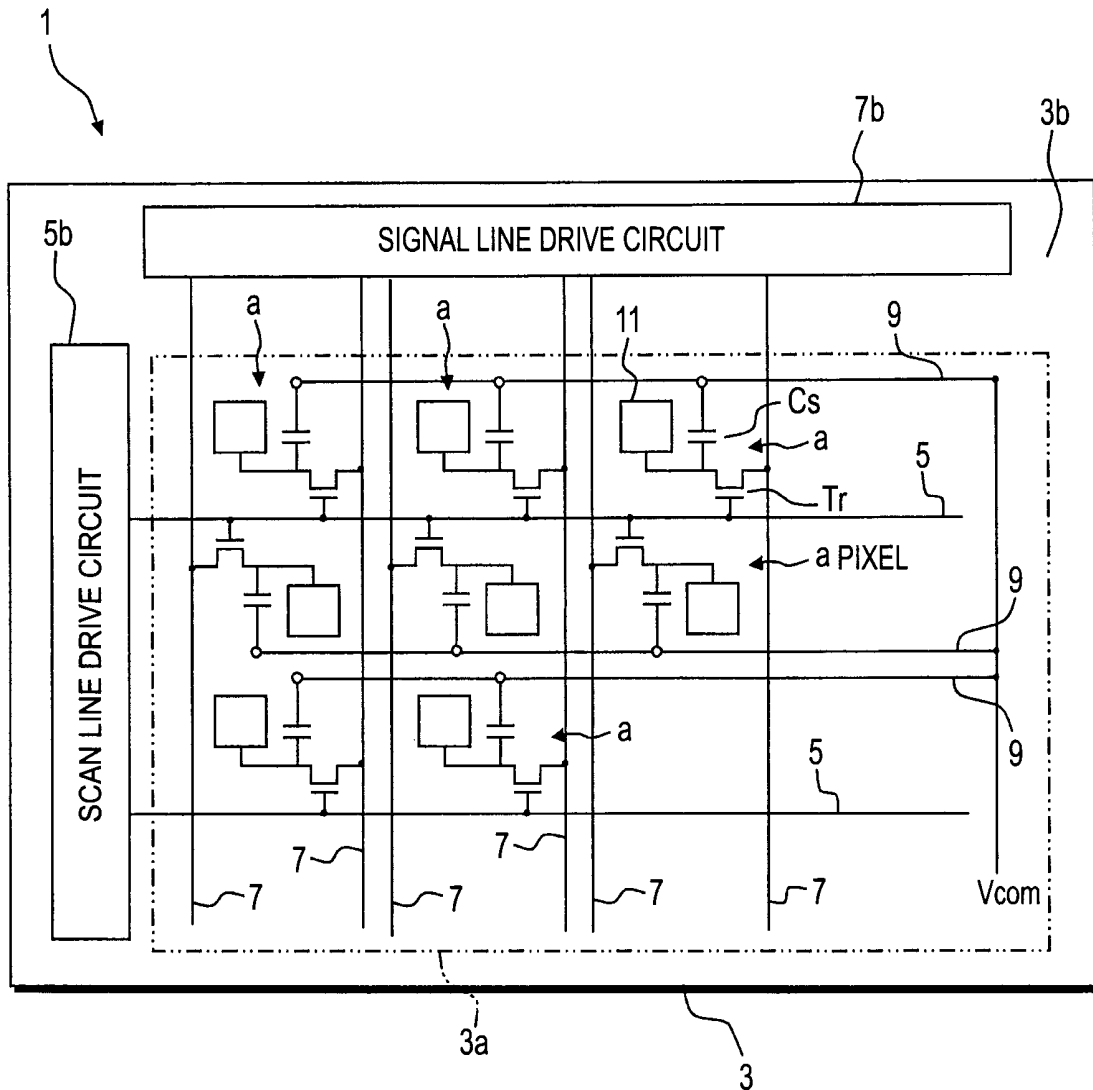 1
7b
3b
5b
SIGNAL LINE DRIVE CIRCUIT
a
a
11
9
Cs
a
5
Tr
SCAN LINE DRIVE CIRCUIT
a PIXEL
9
9
a
5
7
7
7
7
7
7
Vcom
3a
3